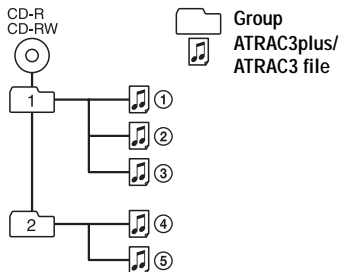 CD-R
CD-RW
Group
ATRAC3plus/
ATRAC3 file
1
①
②
③
2
④
⑤